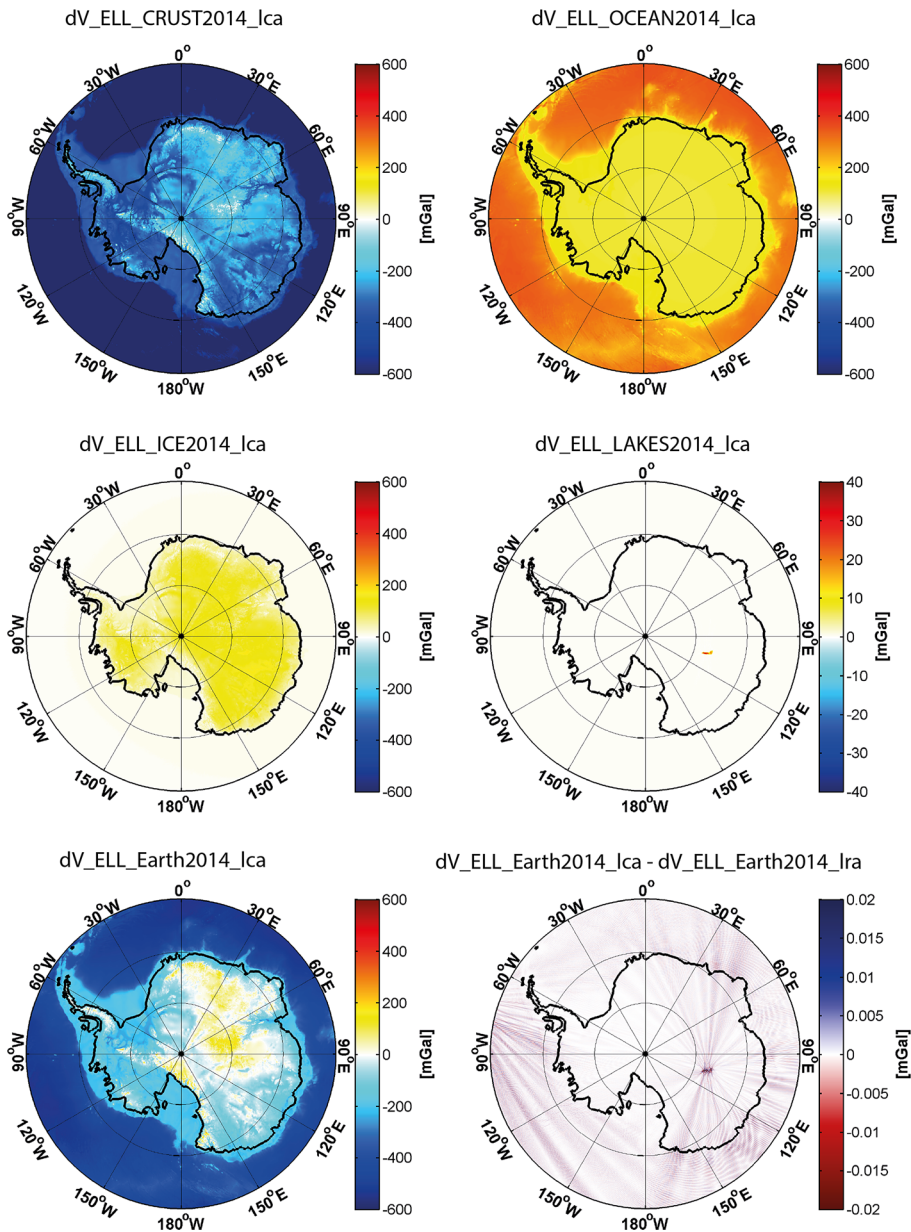 dV_ELL_CRUST2014_lca
0°
30°E
60°E
90°E
120°E
150°E
180°W
150°W
120°W
90°W
60°W
30°W
600
400
200
0
-200
-400
-600
[mGal]
dV_ELL_OCEAN2014_lca
0°
30°E
60°E
90°E
120°E
150°E
180°W
150°W
120°W
90°W
60°W
30°W
600
400
200
0
-200
-400
-600
[mGal]
dV_ELL_ICE2014_lca
0°
30°E
60°E
90°E
120°E
150°E
180°W
150°W
120°W
90°W
60°W
30°W
600
400
200
0
-200
-400
-600
[mGal]
dV_ELL_LAKES2014_lca
0°
30°E
60°E
90°E
120°E
150°E
180°W
150°W
120°W
90°W
60°W
30°W
40
30
20
10
0
-10
-20
-30
-40
[mGal]
dV_ELL_Earth2014_lca
0°
30°E
60°E
90°E
120°E
150°E
180°W
150°W
120°W
90°W
60°W
30°W
600
400
200
0
-200
-400
-600
[mGal]
dV_ELL_Earth2014_lca - dV_ELL_Earth2014_lra
0°
30°E
60°E
90°E
120°E
150°E
180°W
150°W
120°W
90°W
60°W
30°W
0.02
0.015
0.01
0.005
0
-0.005
-0.01
-0.015
-0.02
[mGal]